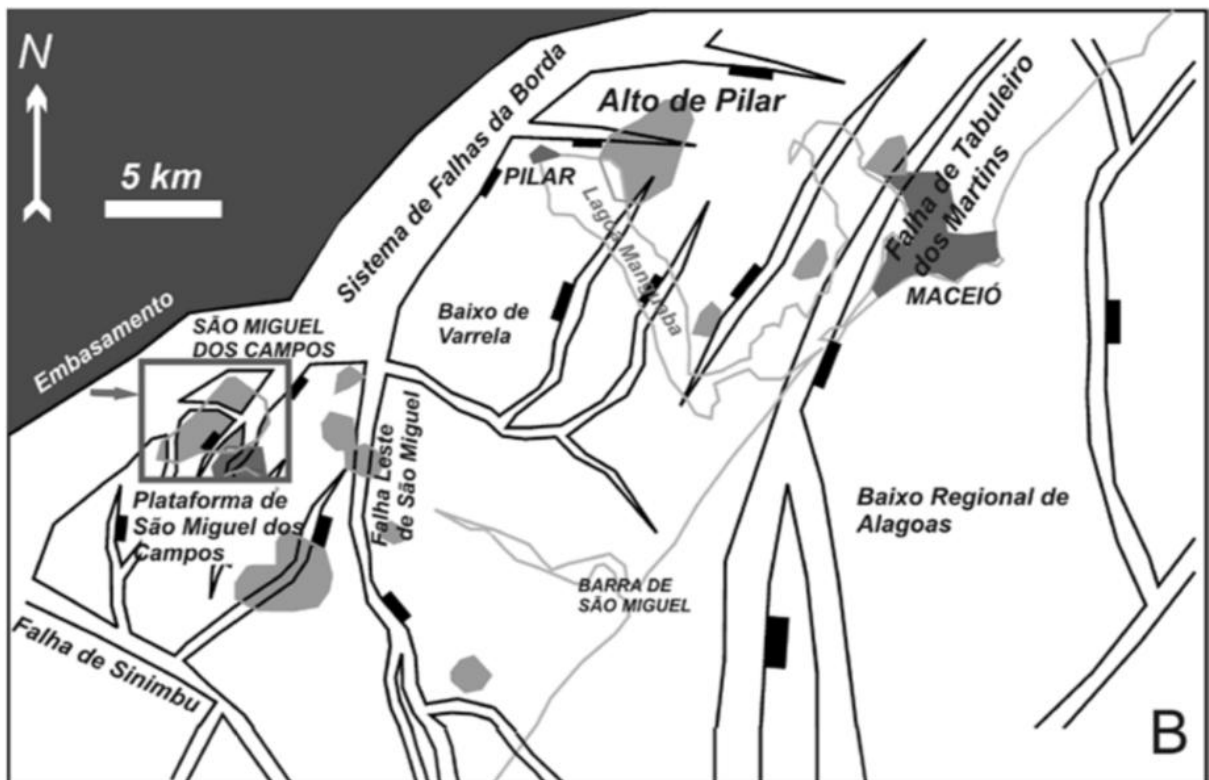 N
5 km
Sistema de Falhas da Borda
Alto de Pilar
PILAR
Lagoa Manguaba
Falha de Tabuleiro
dos Martins
MACEIÓ
Embasamento
SÃO MIGUEL
DOS CAMPOS
Baixo de
Varrela
Falha Leste
de São Miguel
Plataforma de
São Miguel dos
Campos
Baixo Regional de
Alagoas
BARRA DE
SÃO MIGUEL
Falha de Sinimbu
B